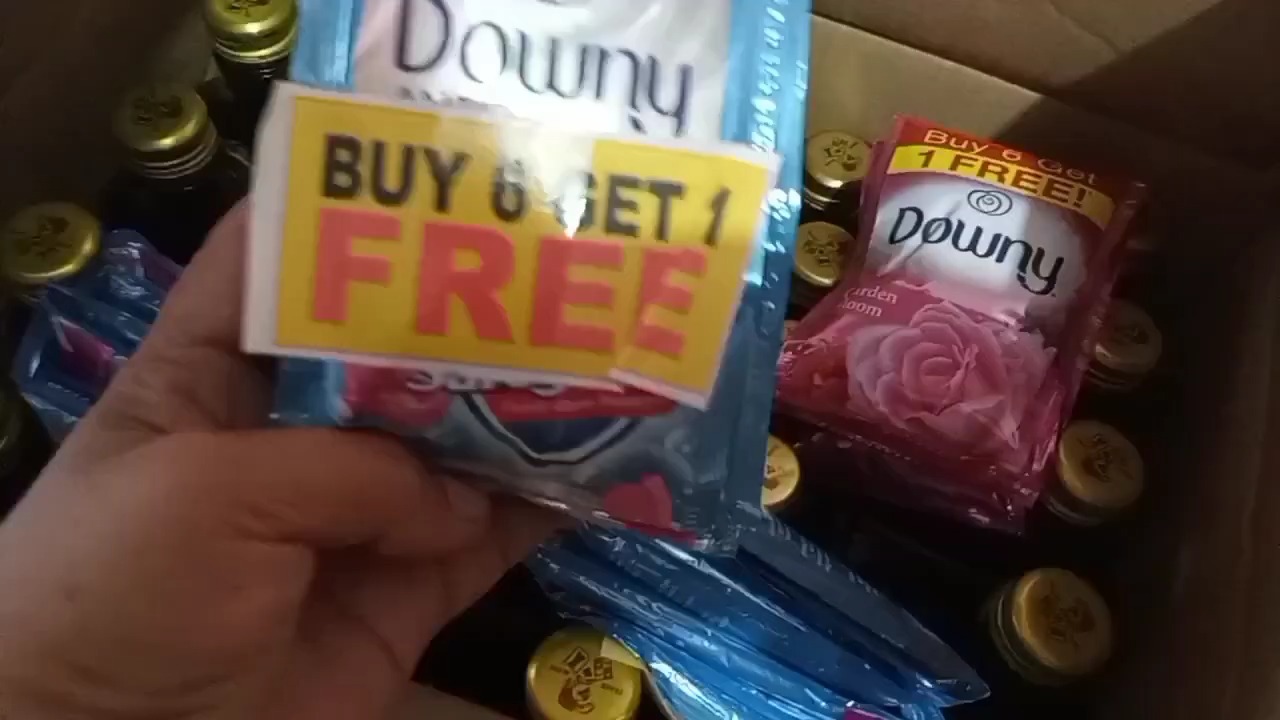 Downy
BUY 6 GET 1
FREE
Buy 6 Get
1 FREE!
Downy
Garden
Bloom